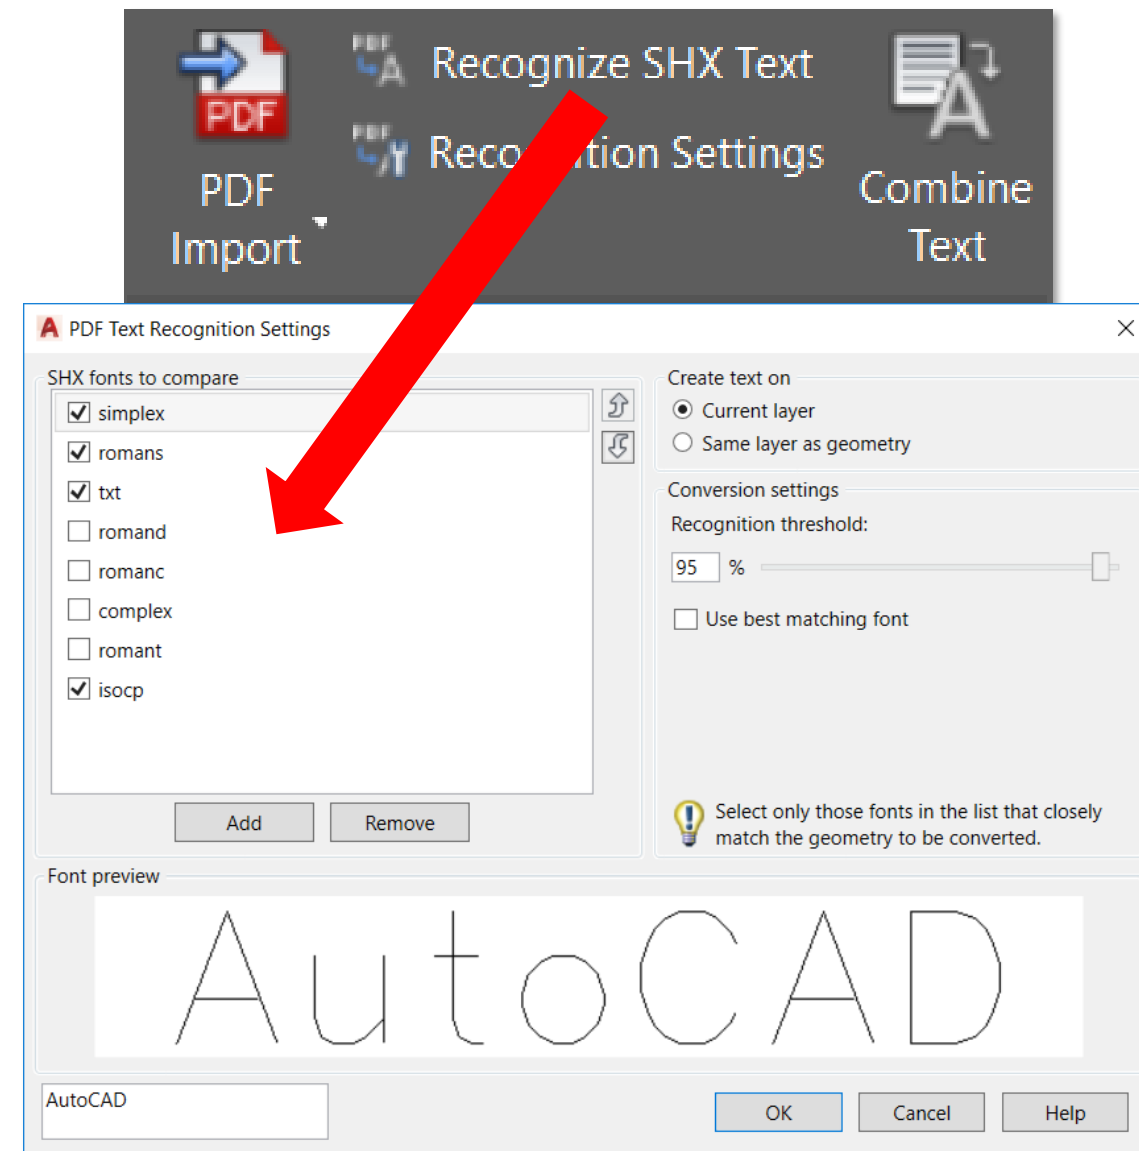 PDF
Recognize SHX Text
PDF
PDF
Recognition Settings
PDF
Import
A
Combine
Text
PDF Text Recognition Settings
SHX fonts to compare
simplex
romans
txt
romand
romanc
complex
romant
isocp
Add
Remove
Create text on
Current layer
Same layer as geometry
Conversion settings
Recognition threshold:
95 %
Use best matching font
Select only those fonts in the list that closely
match the geometry to be converted.
Font preview
AutoCAD
AutoCAD
OK
Cancel
Help